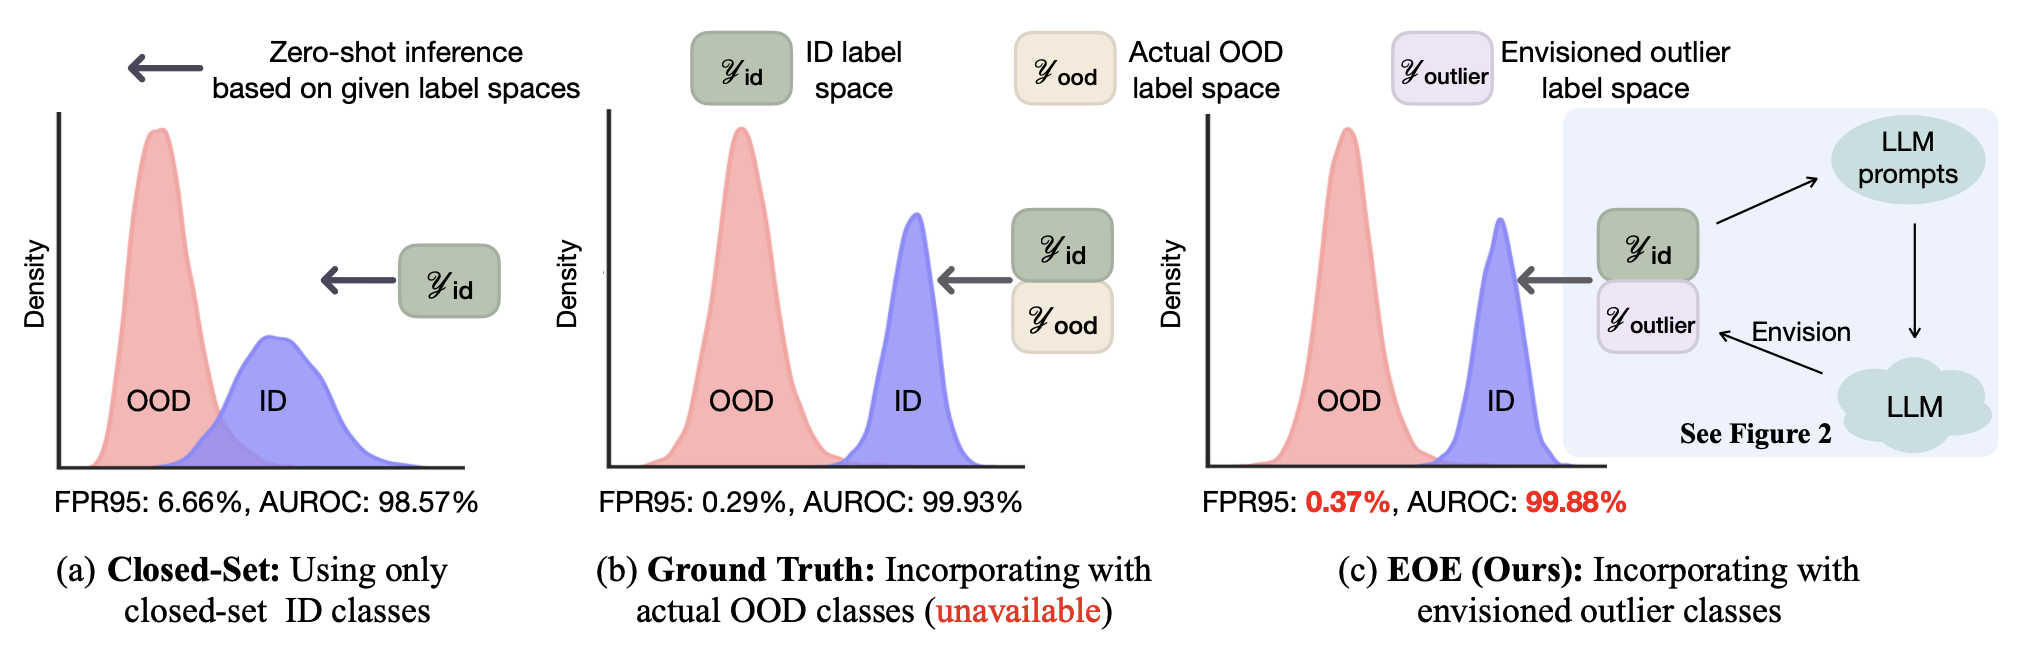 Zero-shot inference
based on given label spaces
𝒴id
ID label
space
𝒴ood
Actual OOD
label space
𝒴outlier
Envisioned outlier
label space
Density
OOD
ID
𝒴id
FPR95: 6.66%, AUROC: 98.57%
(a) Closed-Set: Using only
closed-set ID classes
Density
OOD
ID
𝒴id
𝒴ood
FPR95: 0.29%, AUROC: 99.93%
(b) Ground Truth: Incorporating with
actual OOD classes (unavailable)
Density
OOD
ID
𝒴id
𝒴outlier
LLM
prompts
Envision
LLM
See Figure 2
FPR95: 0.37%, AUROC: 99.88%
(c) EOE (Ours): Incorporating with
envisioned outlier classes